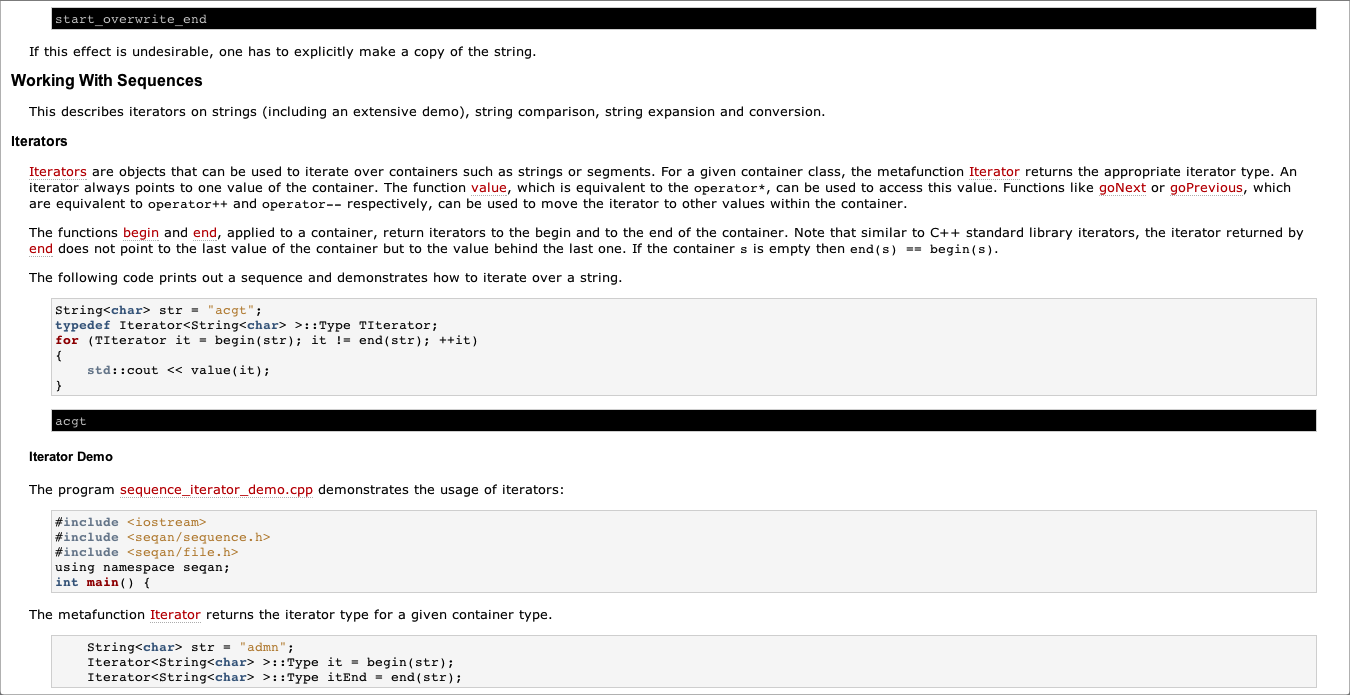 start_overwrite_end
If this effect is undesirable, one has to explicitly make a copy of the string.
Working With Sequences
This describes iterators on strings (including an extensive demo), string comparison, string expansion and conversion.
Iterators
Iterators are objects that can be used to iterate over containers such as strings or segments. For a given container class, the metafunction Iterator returns the appropriate iterator type. An
iterator always points to one value of the container. The function value, which is equivalent to the operator*, can be used to access this value. Functions like goNext or goPrevious, which
are equivalent to operator++ and operator-- respectively, can be used to move the iterator to other values within the container.
The functions begin and end, applied to a container, return iterators to the begin and to the end of the container. Note that similar to C++ standard library iterators, the iterator returned by
end does not point to the last value of the container but to the value behind the last one. If the container s is empty then end(s) == begin(s).
The following code prints out a sequence and demonstrates how to iterate over a string.
String<char> str = "acgt";
typedef Iterator<String<char> >::Type TIterator;
for (TIterator it = begin(str); it != end(str); ++it)
{
    std::cout << value(it);
}
acgt
Iterator Demo
The program sequence_iterator_demo.cpp demonstrates the usage of iterators:
#include <iostream>
#include <seqan/sequence.h>
#include <seqan/file.h>
using namespace seqan;
int main() {
The metafunction Iterator returns the iterator type for a given container type.
    String<char> str = "admn";
    Iterator<String<char> >::Type it = begin(str);
    Iterator<String<char> >::Type itEnd = end(str);